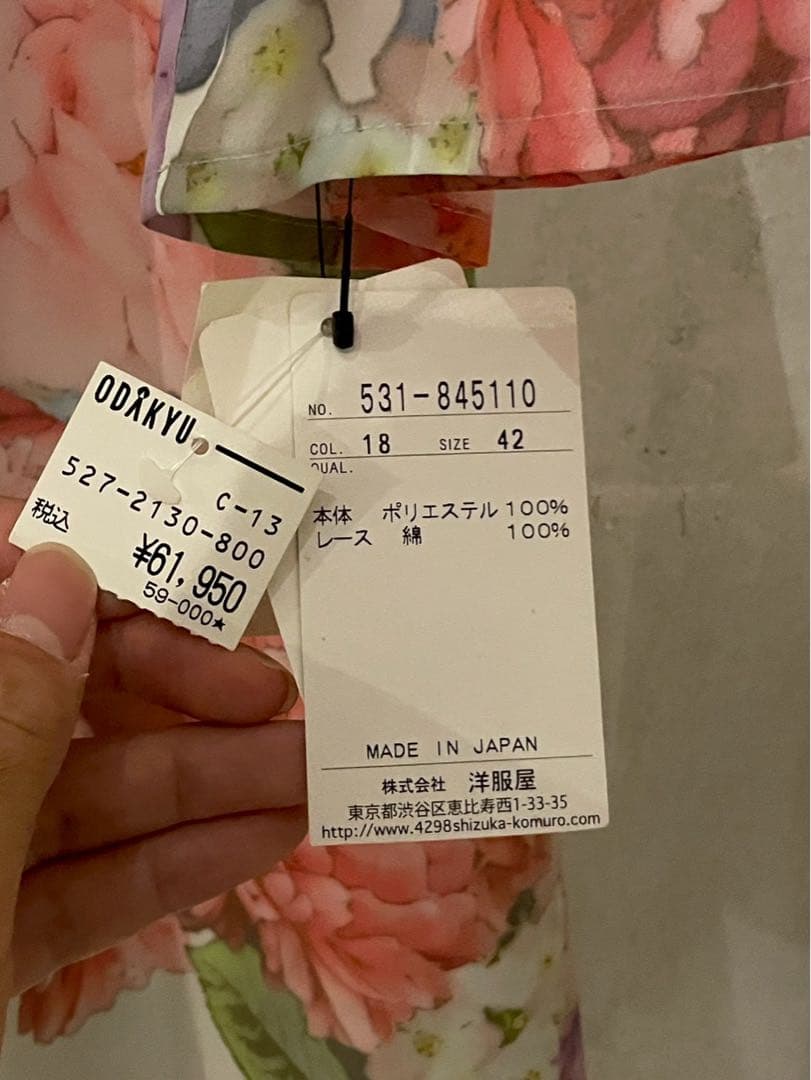 ODAKYU
C-13
527-2130-800
税込
¥61,950
59-000★
NO. 531-845110
COL. 18 SIZE 42
QUAL.
本体 ポリエステル 100%
レース 綿 100%
MADE IN JAPAN
株式会社 洋服屋
東京都渋谷区恵比寿西1-33-35
http://www.4298shizuka-komuro.com